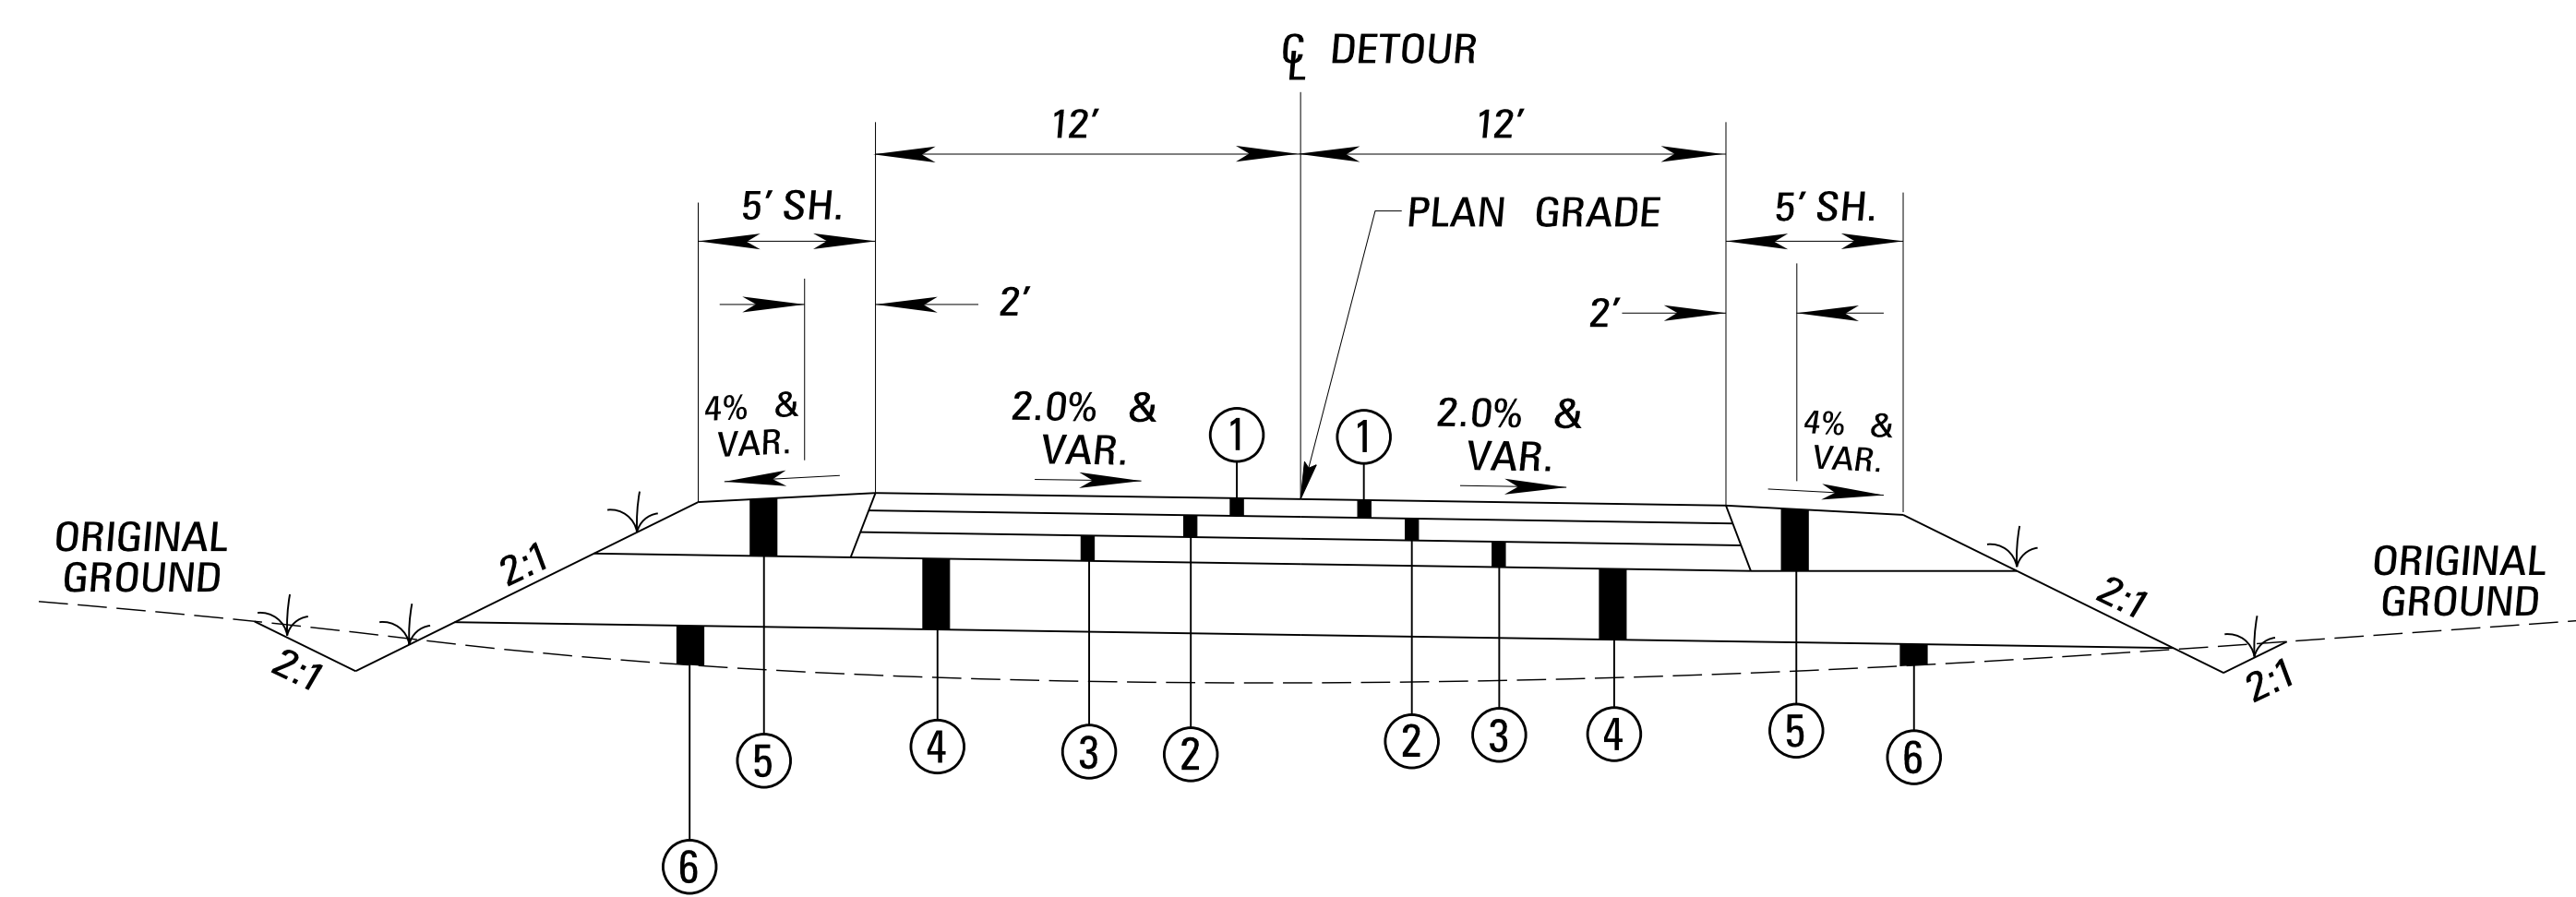 ℄ DETOUR
12′ 12′
5′ SH. PLAN GRADE 5′ SH.
2′ 2′
4% & 2.0% & 2.0% & 4% &
VAR. VAR. 1 1 VAR. VAR.
ORIGINAL
GROUND
2:1
2:1
2:1
2:1
ORIGINAL
GROUND
5 4 3 2 2 3 4 5 6
6